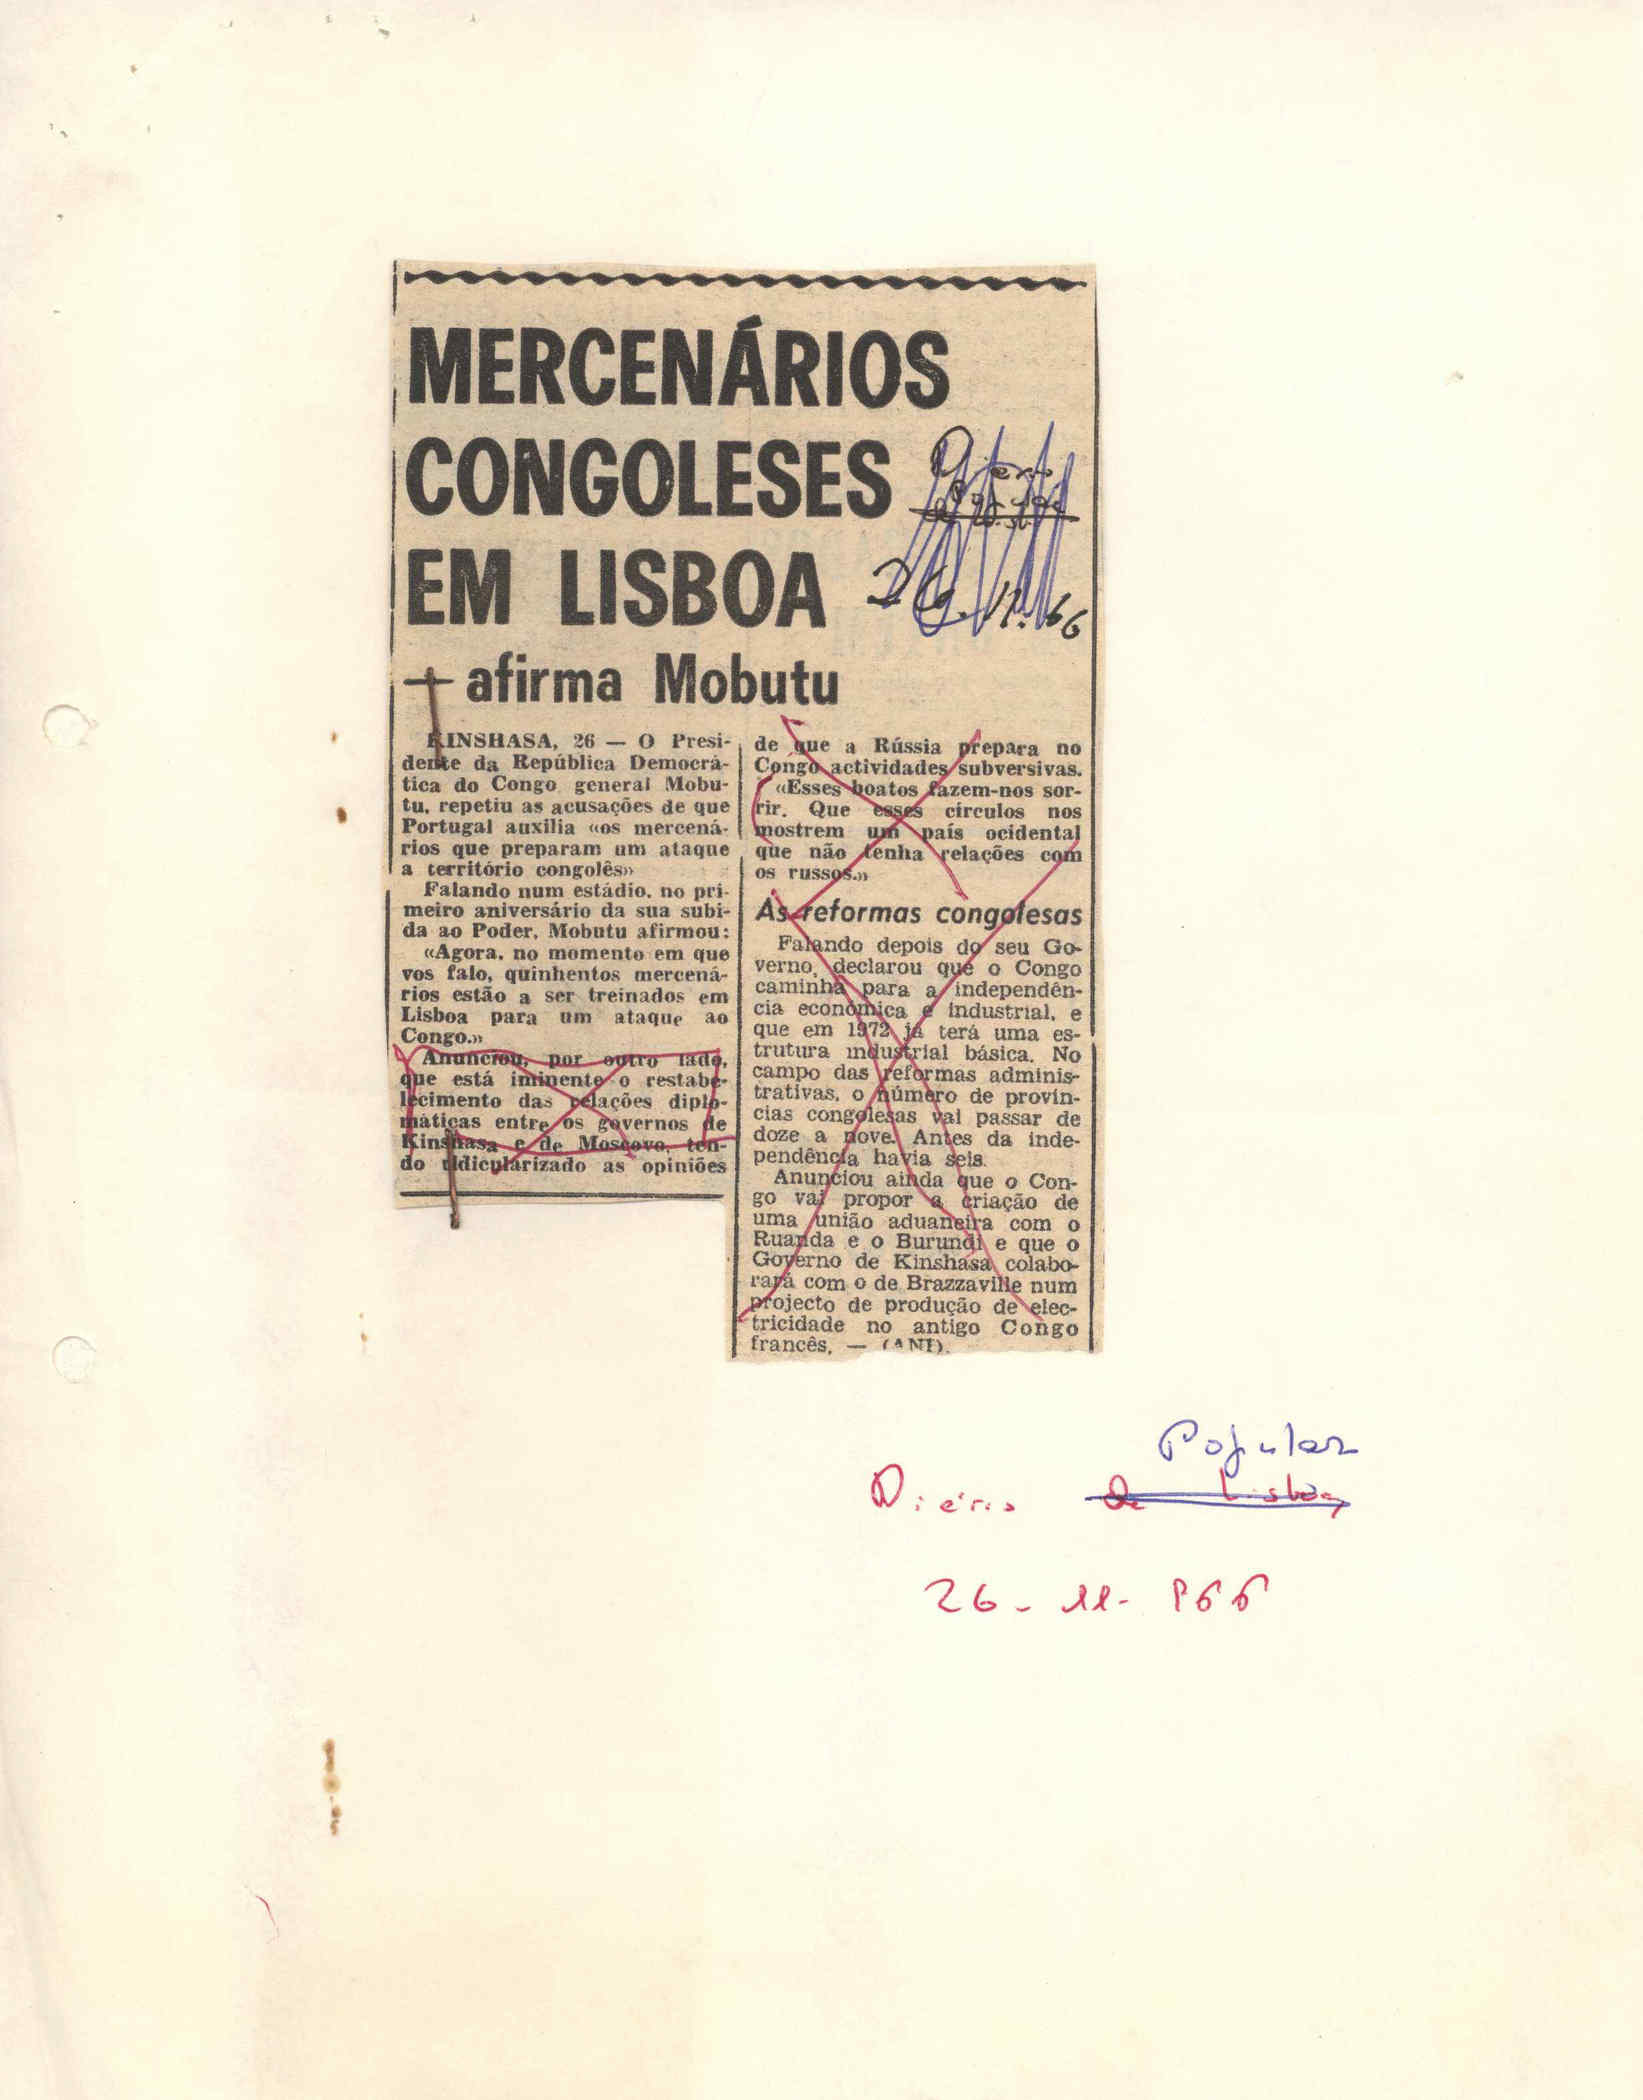 MERCENÁRIOS
CONGOLESES
EM LISBOA
— afirma Mobutu
Diário
Popular
26.11.66
KINSHASA, 26 — O Presi-
dente da República Democrá-
tica do Congo general Mobu-
tu, repetiu as acusações de que
Portugal auxilia «os mercená-
rios que preparam um ataque
a território congolês»
Falando num estádio, no pri-
meiro aniversário da sua subi-
da ao Poder, Mobutu afirmou:
«Agora, no momento em que
vos falo, quinhentos mercená-
rios estão a ser treinados em
Lisboa para um ataque ao
Congo.»
Anunciou, por outro lado,
que está iminente o restabe-
lecimento das relações diplo-
máticas entre os governos de
Kinshasa e de Moscovo, ten-
do ridicularizado as opiniões
de que a Rússia prepara no
Congo actividades subversivas.
«Esses boatos fazem-nos sor-
rir. Que esses círculos nos
mostrem um país ocidental
que não tenha relações com
os russos.»
As reformas congolesas
Falando depois do seu Go-
verno, declarou que o Congo
caminha para a independên-
cia económica e industrial, e
que em 1972 já terá uma es-
trutura industrial básica. No
campo das reformas adminis-
trativas, o número de provín-
cias congolesas vai passar de
doze a nove. Antes da inde-
pendência havia seis.
Anunciou ainda que o Con-
go vai propor a criação de
uma união aduaneira com o
Ruanda e o Burundi e que o
Governo de Kinshasa colabo-
rará com o de Brazzaville num
projecto de produção de elec-
tricidade no antigo Congo
francês. — (ANI).
Popular
Diário de Lisboa
26-11-966